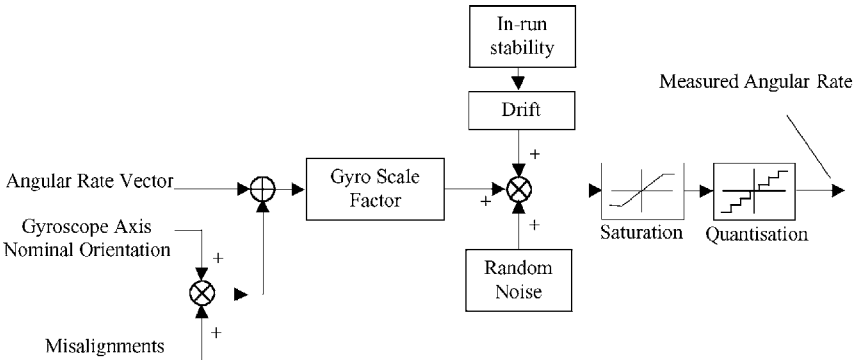 In-run
stability
Measured Angular Rate
Drift
+
Angular Rate Vector
Gyro Scale
Factor
+
+
Gyroscope Axis
Nominal Orientation
+
Saturation
Quantisation
Random
Noise
+
Misalignments